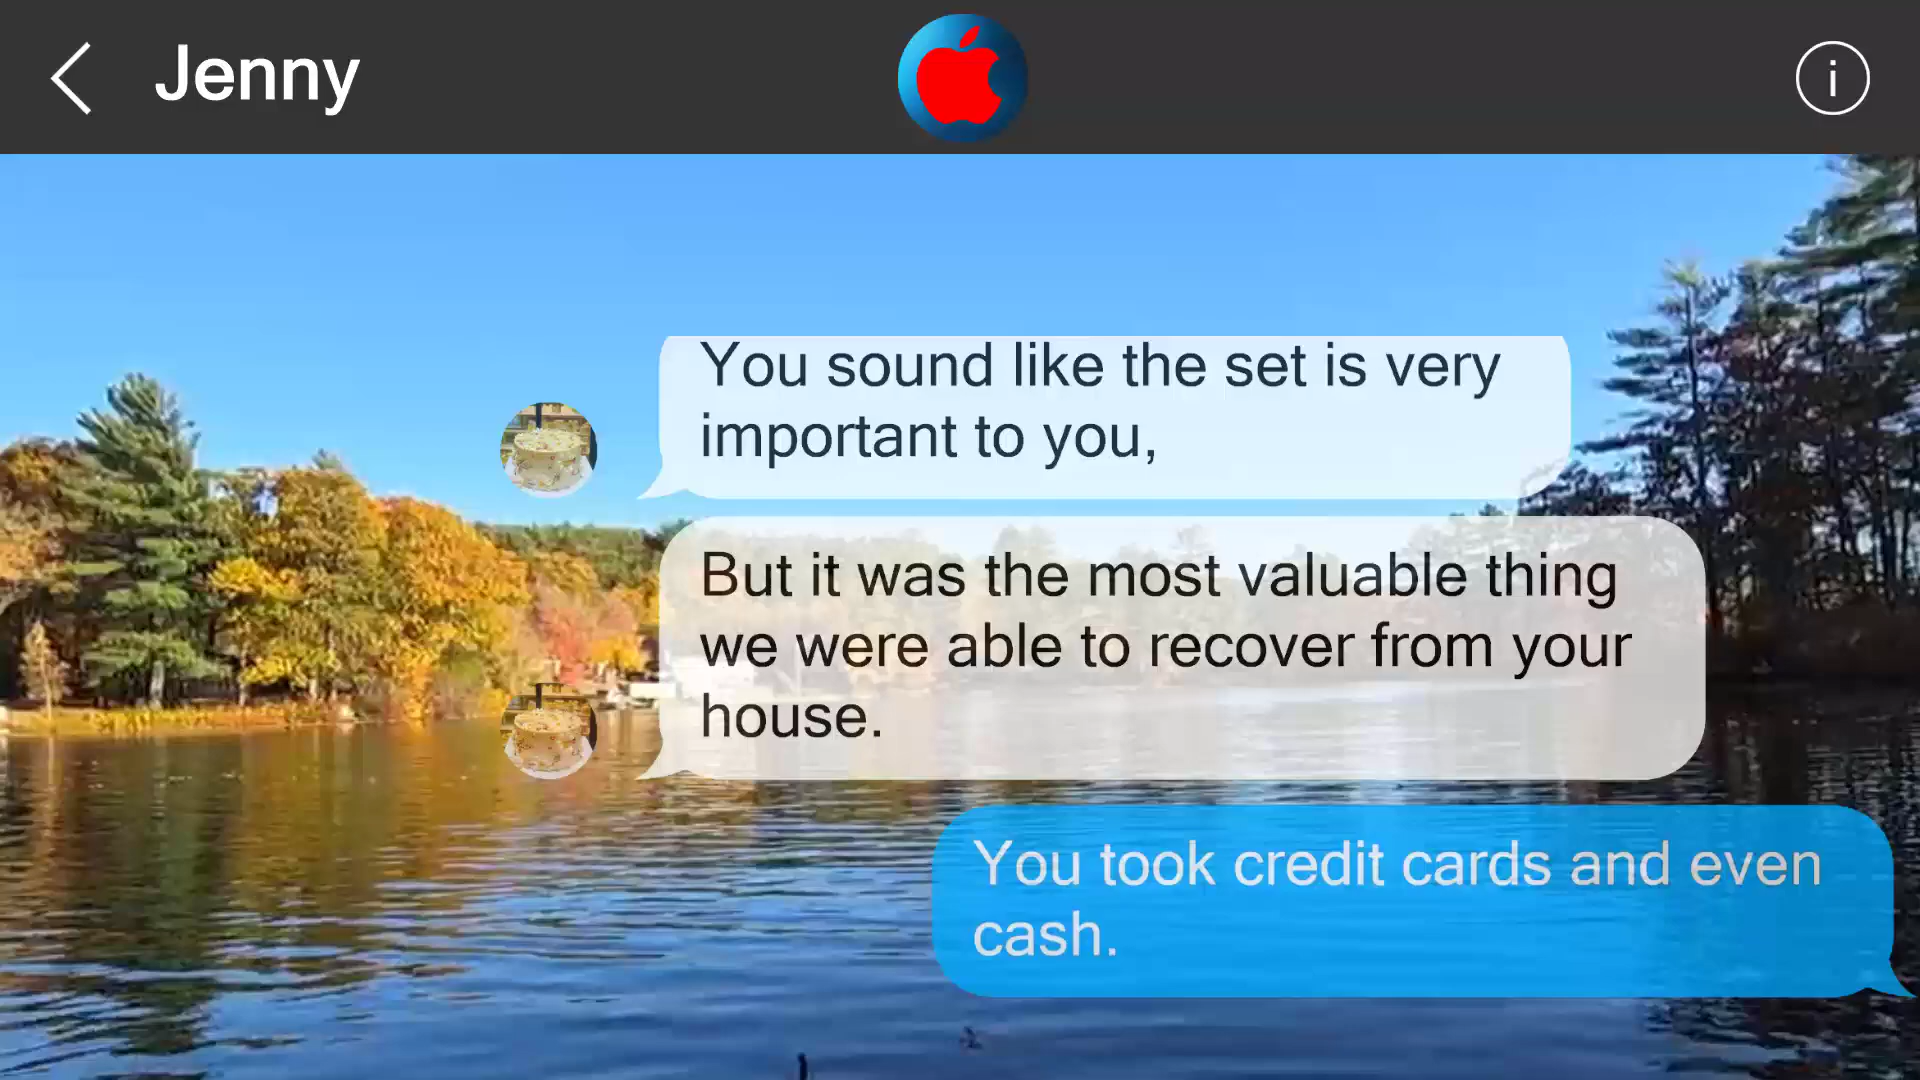 Jenny
i
You sound like the set is very
important to you,
But it was the most valuable thing
we were able to recover from your
house.
You took credit cards and even
cash.